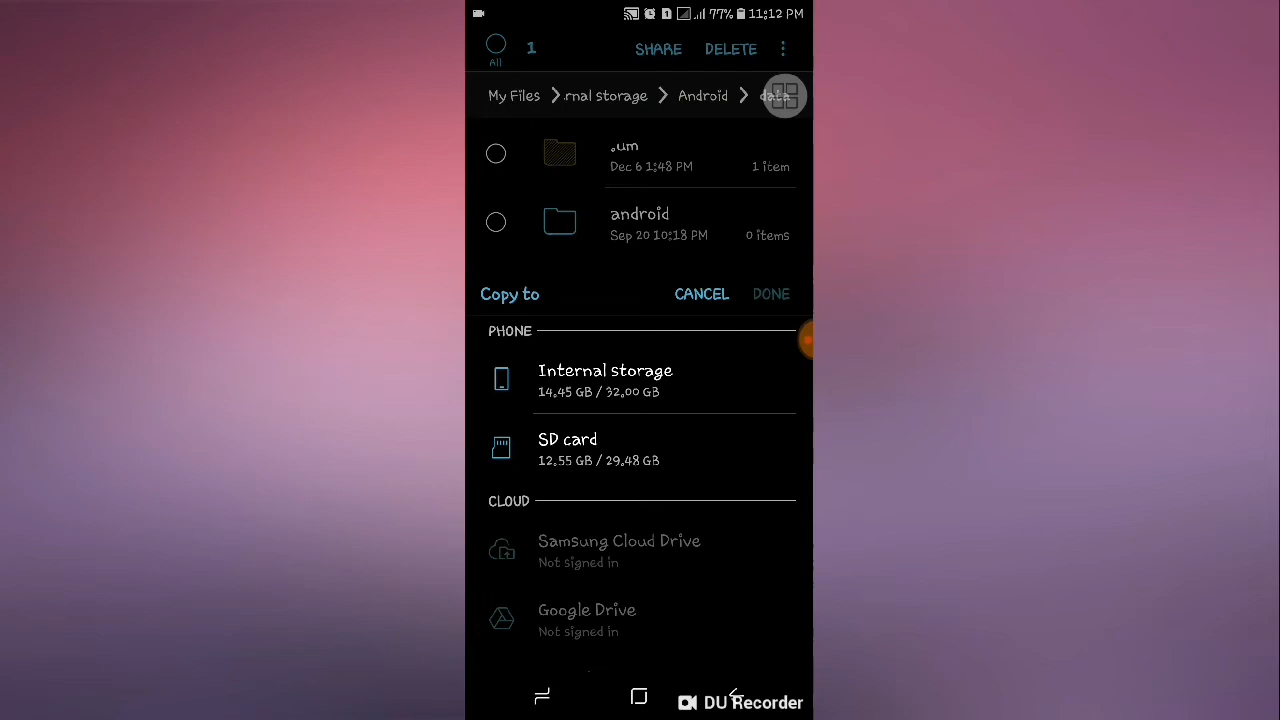 77% 11:12 PM
1 SHARE DELETE
All
My Files rnal storage Android data
.um
Dec 6 1:48 PM 1 item
android
Sep 20 10:18 PM 0 items
Copy to CANCEL DONE
PHONE
Internal storage
14.45 GB / 32.00 GB
SD card
12.55 GB / 29.48 GB
CLOUD
Samsung Cloud Drive
Not signed in
Google Drive
Not signed in
DU Recorder